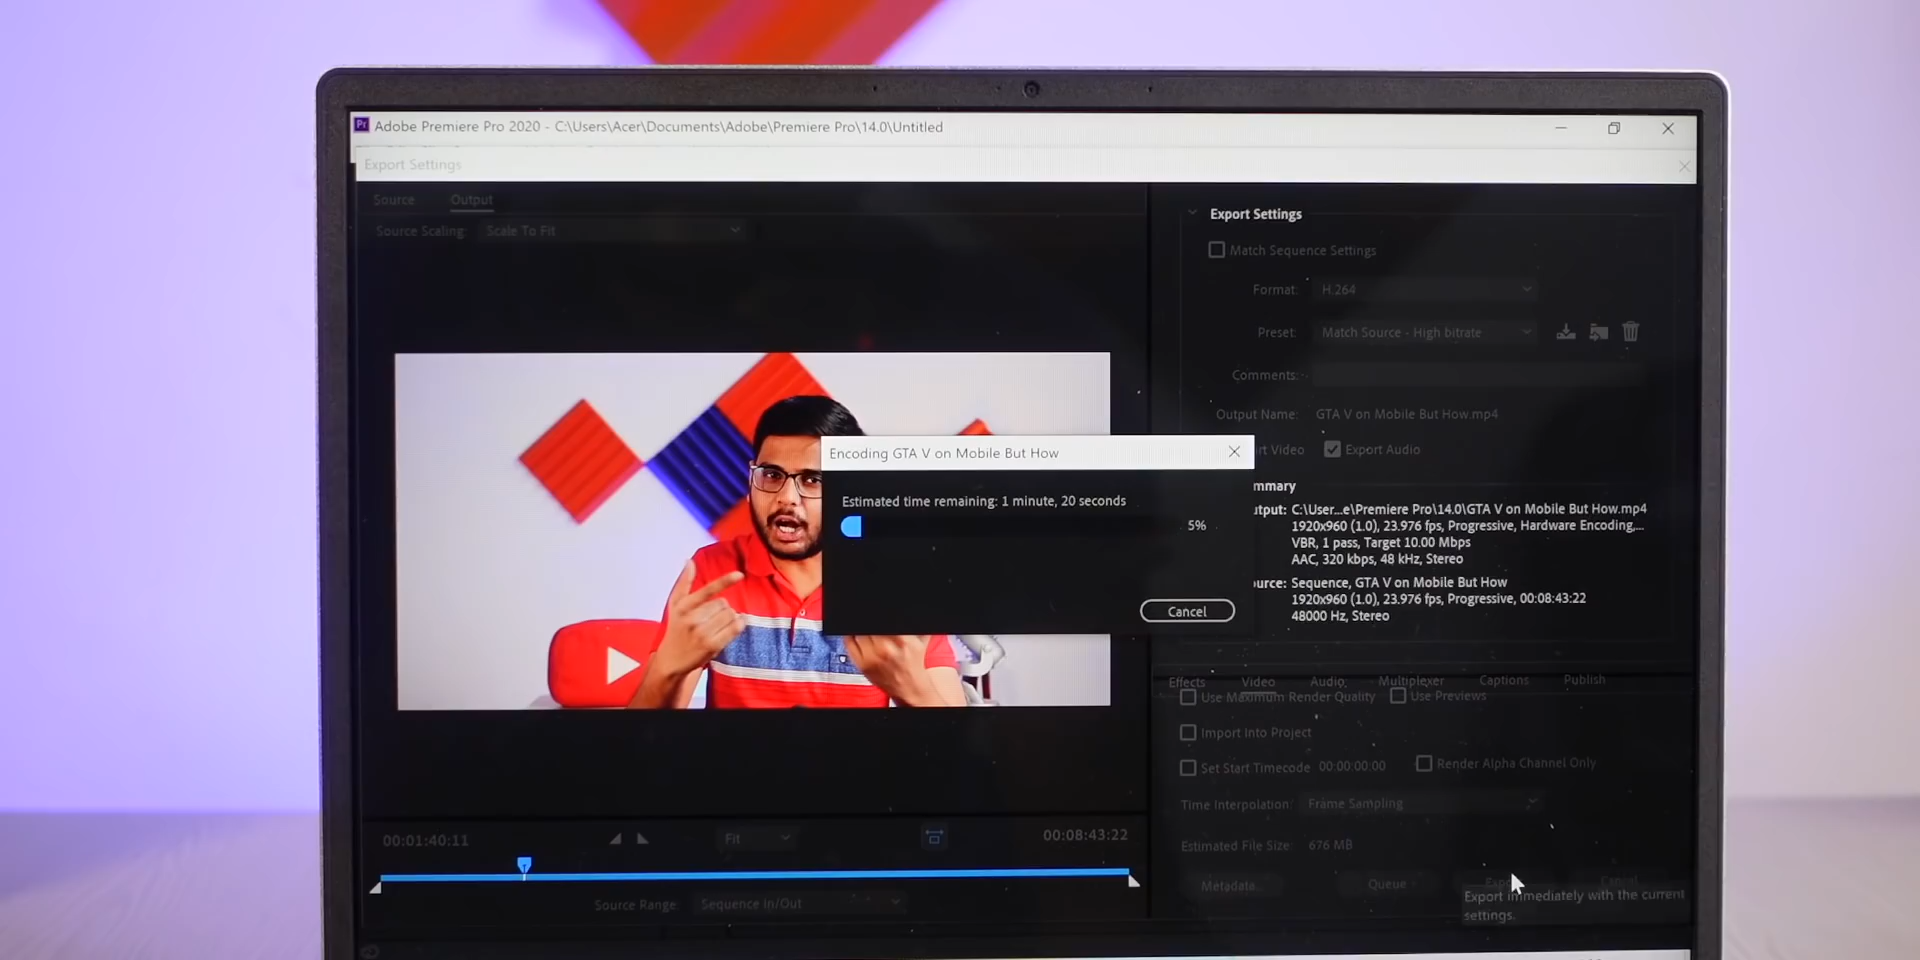 Pr Adobe Premiere Pro 2020 - C:\Users\Acer\Documents\Adobe\Premiere Pro\14.0\Untitled
Export Settings
Source Output
Source Scaling: Scale To Fit
Export Settings
Match Sequence Settings
Format: H.264
Preset: Match Source - High bitrate
Comments:
Output Name: GTA V on Mobile But How.mp4
rt Video Export Audio
Encoding GTA V on Mobile But How
Estimated time remaining: 1 minute, 20 seconds
5%
Cancel
mmary
utput: C:\User...e\Premiere Pro\14.0\GTA V on Mobile But How.mp4
1920x960 (1.0), 23.976 fps, Progressive, Hardware Encoding,...
VBR, 1 pass, Target 10.00 Mbps
AAC, 320 kbps, 48 kHz, Stereo
urce: Sequence, GTA V on Mobile But How
1920x960 (1.0), 23.976 fps, Progressive, 00:08:43:22
48000 Hz, Stereo
Effects Video Audio Multiplexer Captions Publish
Use Maximum Render Quality Use Previews
Import Into Project
Set Start Timecode 00:00:00:00 Render Alpha Channel Only
Time Interpolation: Frame Sampling
Estimated File Size: 676 MB
Metadata... Queue Cancel
Export immediately with the current
settings.
00:01:40:11 Fit 00:08:43:22
Source Range: Sequence In/Out